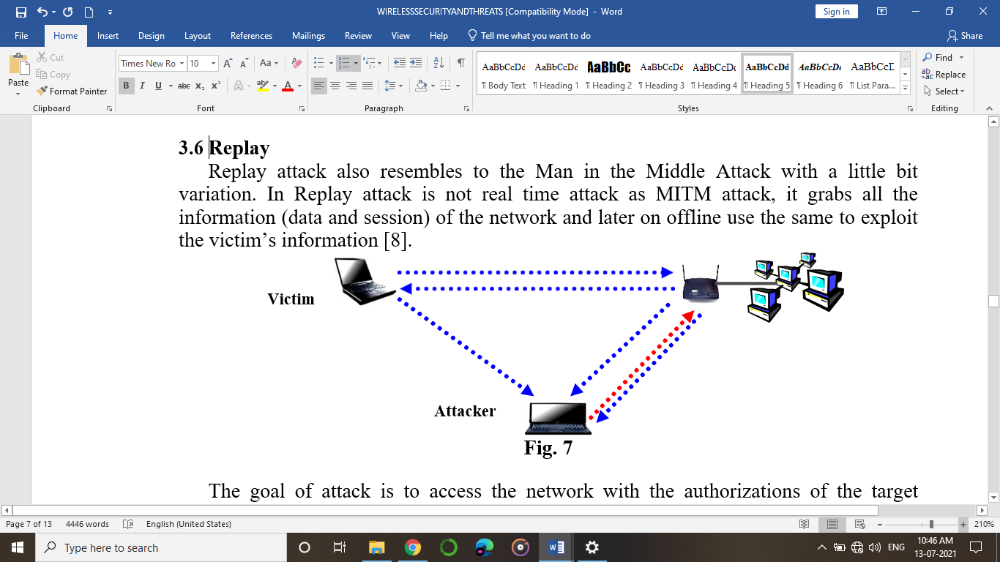 WIRELESSSECURITYANDTHREATS [Compatibility Mode] - Word
Sign in
File Home Insert Design Layout References Mailings Review View Help Tell me what you want to do Share
Paste
Cut
Copy
Format Painter
Clipboard
Times New Ro 10
B I U abc x₂ x²
Font
Paragraph
AaBbCcDd AaBbCcDd AaBbCc AaBbCcDd AaBbCcDd AaBbCcDd AaBbCcDd AaBbCcD
¶ Body Text ¶ Heading 1 ¶ Heading 2 ¶ Heading 3 ¶ Heading 4 ¶ Heading 5 ¶ Heading 6 ¶ List Para...
Styles
Find
Replace
Select
Editing
3.6 Replay
Replay attack also resembles to the Man in the Middle Attack with a little bit
variation. In Replay attack is not real time attack as MITM attack, it grabs all the
information (data and session) of the network and later on offline use the same to exploit
the victim’s information [8].
Victim
Attacker
Fig. 7
The goal of attack is to access the network with the authorizations of the target
Page 7 of 13 4446 words English (United States) 210%
Type here to search
ENG
10:46 AM
13-07-2021